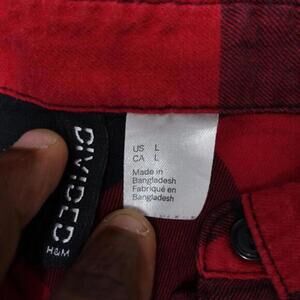 DIVIDED
H&M
US L
CA L
Made in
Bangladesh
Fabriqué en
Bangladesh